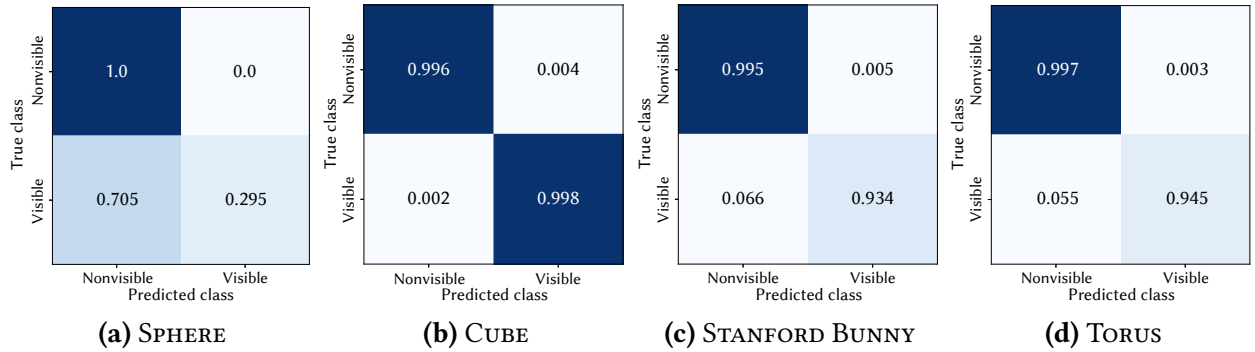 True class
Nonvisible
Visible
1.0 0.0
0.705 0.295
Nonvisible Visible
Predicted class
(a) SPHERE
True class
Nonvisible
Visible
0.996 0.004
0.002 0.998
Nonvisible Visible
Predicted class
(b) CUBE
True class
Nonvisible
Visible
0.995 0.005
0.066 0.934
Nonvisible Visible
Predicted class
(c) STANFORD BUNNY
True class
Nonvisible
Visible
0.997 0.003
0.055 0.945
Nonvisible Visible
Predicted class
(d) TORUS